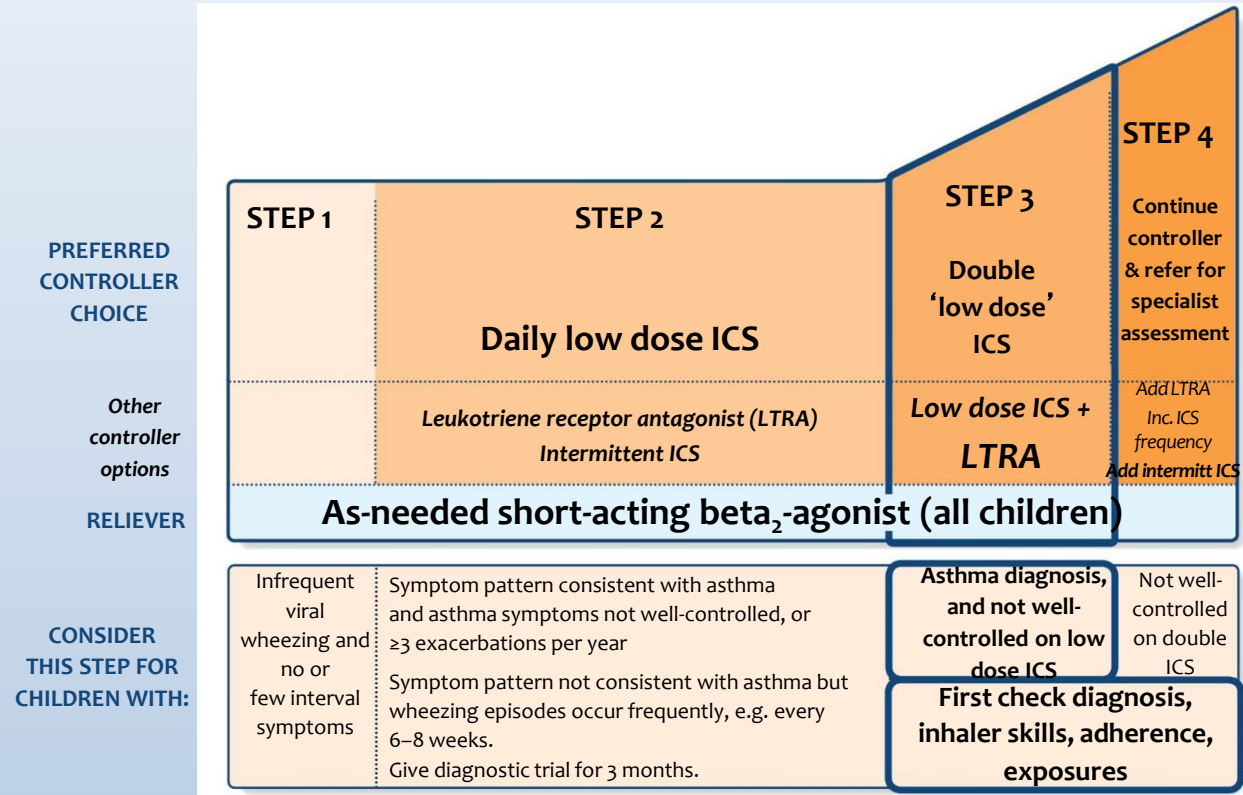 STEP 1
STEP 2
STEP 3
STEP 4
PREFERRED
CONTROLLER
CHOICE
Daily low dose ICS
Double
‘low dose’
ICS
Continue
controller
& refer for
specialist
assessment
Other
controller
options
Leukotriene receptor antagonist (LTRA)
Intermittent ICS
Low dose ICS +
LTRA
Add LTRA
Inc. ICS
frequency
Add intermitt ICS
RELIEVER
As-needed short-acting beta₂-agonist (all children)
CONSIDER
THIS STEP FOR
CHILDREN WITH:
Infrequent
viral
wheezing and
no or
few interval
symptoms
Symptom pattern consistent with asthma
and asthma symptoms not well-controlled, or
≥3 exacerbations per year
Symptom pattern not consistent with asthma but
wheezing episodes occur frequently, e.g. every
6–8 weeks.
Give diagnostic trial for 3 months.
Asthma diagnosis,
and not well-
controlled on low
dose ICS
Not well-
controlled
on double
ICS
First check diagnosis,
inhaler skills, adherence,
exposures